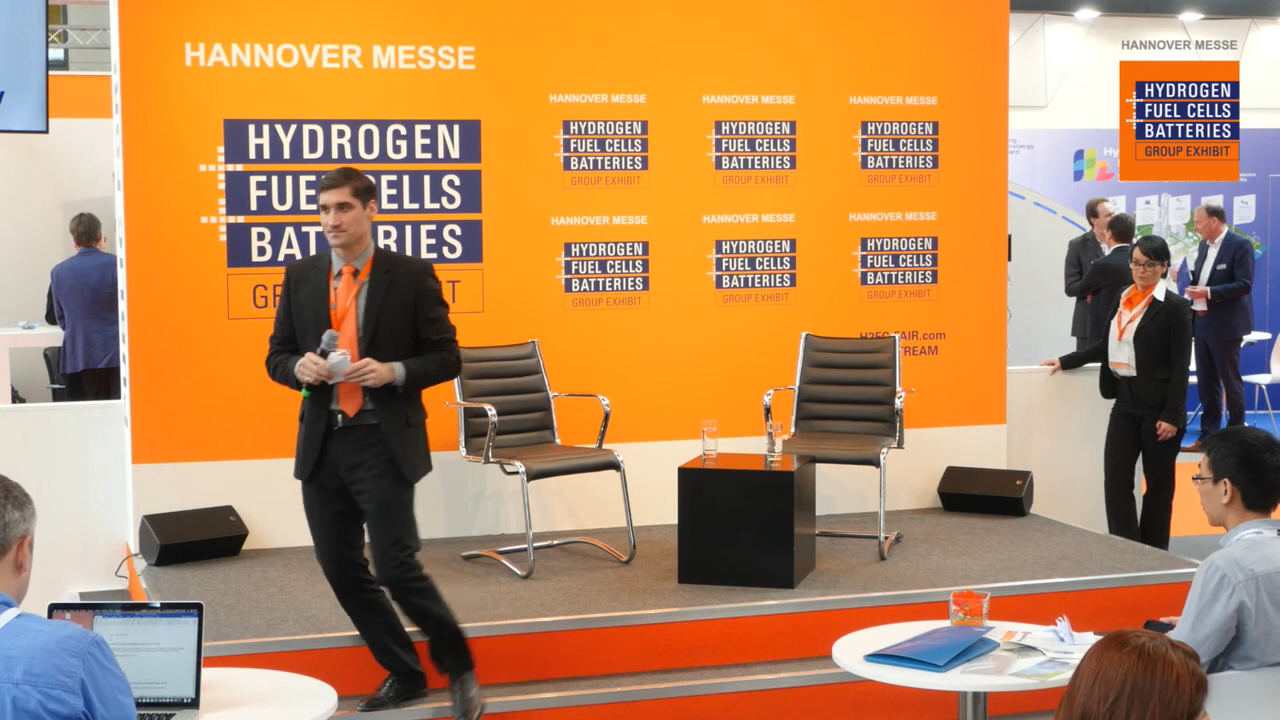 HANNOVER MESSE
HYDROGEN
FUEL CELLS
BATTERIES
HANNOVER MESSE
HYDROGEN
FUEL CELLS
BATTERIES
GROUP EXHIBIT
HANNOVER MESSE
HYDROGEN
FUEL CELLS
BATTERIES
GROUP EXHIBIT
HANNOVER MESSE
HYDROGEN
FUEL CELLS
BATTERIES
GROUP EXHIBIT
HANNOVER MESSE
HYDROGEN
FUEL CELLS
BATTERIES
GROUP EXHIBIT
HANNOVER MESSE
HYDROGEN
FUEL CELLS
BATTERIES
GROUP EXHIBIT
HANNOVER MESSE
HYDROGEN
FUEL CELLS
BATTERIES
GROUP EXHIBIT
HANNOVER MESSE
HYDROGEN
FUEL CELLS
BATTERIES
GROUP EXHIBIT